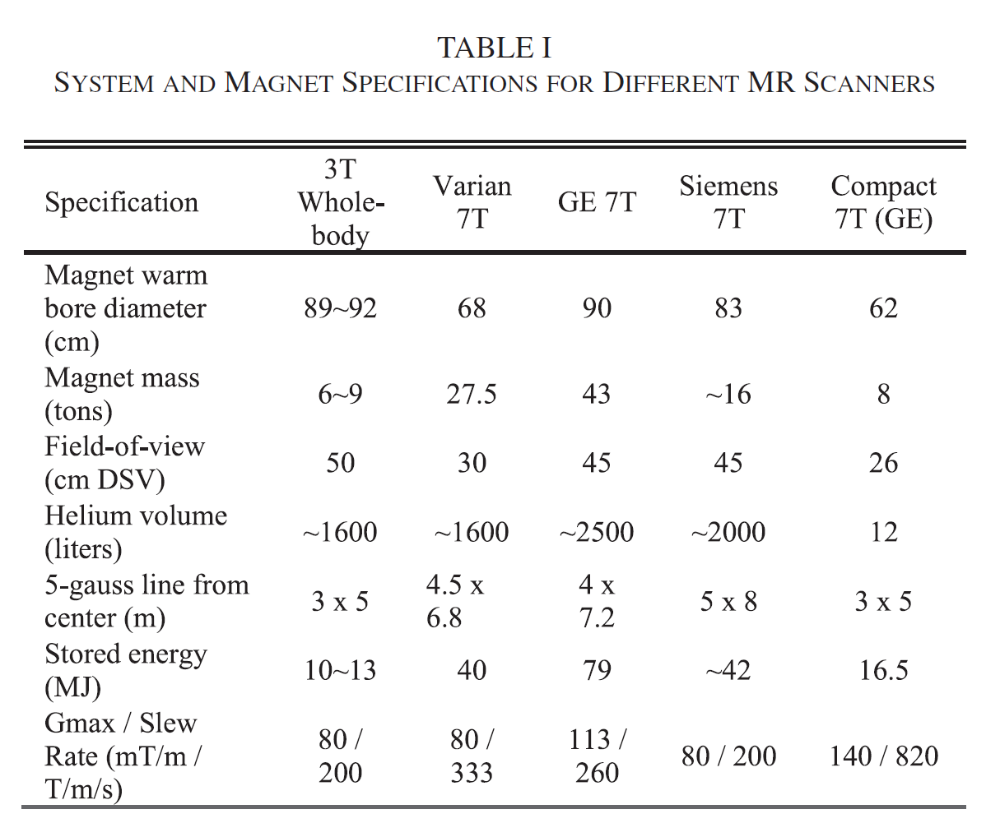 TABLE I
SYSTEM AND MAGNET SPECIFICATIONS FOR DIFFERENT MR SCANNERS
Specification 3T Whole-body Varian 7T GE 7T Siemens 7T Compact 7T (GE)
Magnet warm bore diameter (cm) 89~92 68 90 83 62
Magnet mass (tons) 6~9 27.5 43 ~16 8
Field-of-view (cm DSV) 50 30 45 45 26
Helium volume (liters) ~1600 ~1600 ~2500 ~2000 12
5-gauss line from center (m) 3 x 5 4.5 x 6.8 4 x 7.2 5 x 8 3 x 5
Stored energy (MJ) 10~13 40 79 ~42 16.5
Gmax / Slew Rate (mT/m / T/m/s) 80 / 200 80 / 333 113 / 260 80 / 200 140 / 820